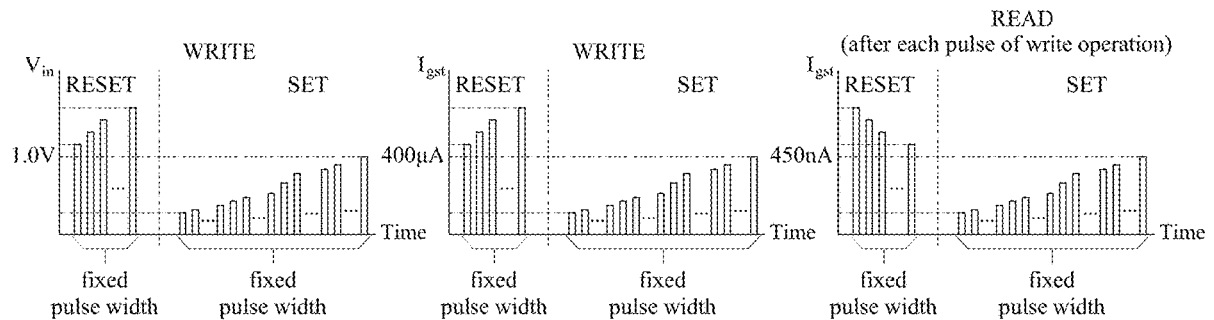 WRITE
V_in
RESET
SET
1.0V
Time
fixed
pulse width
fixed
pulse width
WRITE
I_gst
RESET
SET
400μA
Time
fixed
pulse width
fixed
pulse width
READ
(after each pulse of write operation)
I_gst
RESET
SET
450nA
Time
fixed
pulse width
fixed
pulse width